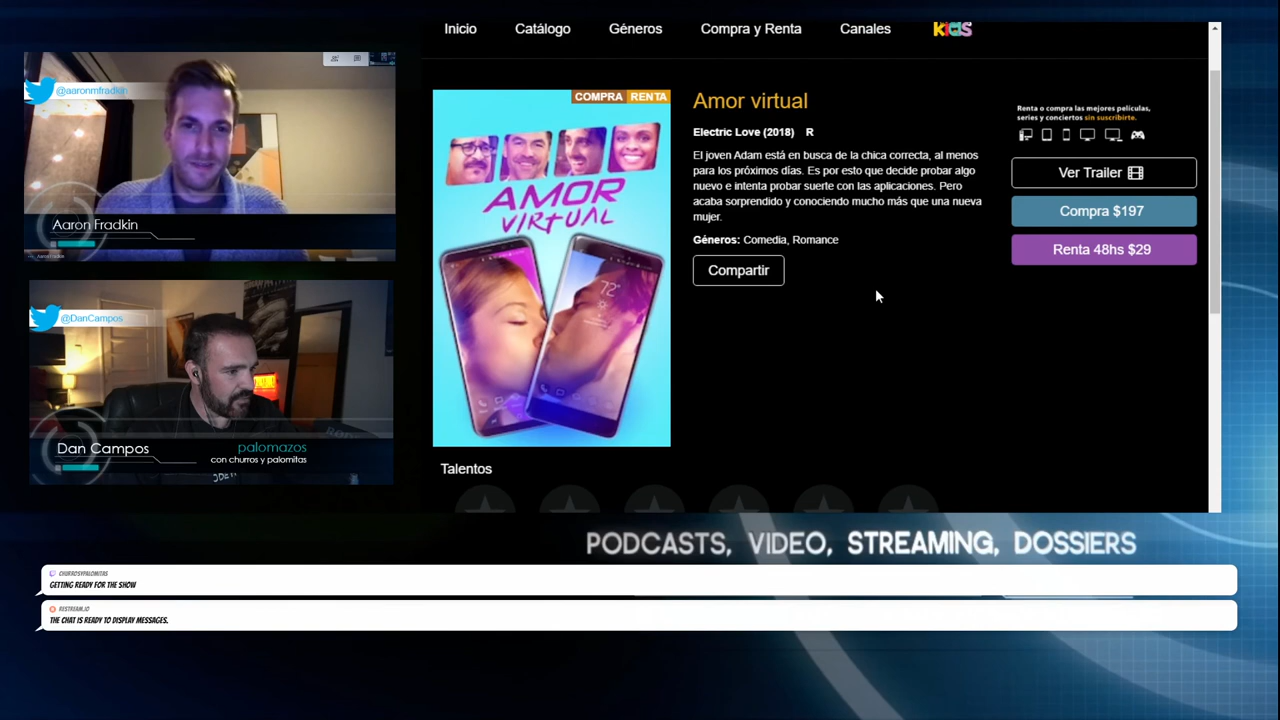 Inicio
Catálogo
Géneros
Compra y Renta
Canales
KIDS
@aaronmfradkin
Aaron Fradkin
Aaron fradkin
@DanCampos
Dan Campos
palomazos
con churros y palomitas
COMPRA RENTA
AMOR
VIRTUAL
72°
Amor virtual
Electric Love (2018) R
El joven Adam está en busca de la chica correcta, al menos
para los próximos días. Es por esto que decide probar algo
nuevo e intenta probar suerte con las aplicaciones. Pero
acaba sorprendido y conociendo mucho más que una nueva
mujer.
Géneros: Comedia, Romance
Compartir
Renta o compra las mejores películas,
series y conciertos sin suscribirte.
Ver Trailer
Compra $197
Renta 48hs $29
Talentos
PODCASTS, VIDEO, STREAMING, DOSSIERS
CHURROSYPALOMITAS
GETTING READY FOR THE SHOW
RESTREAM.IO
THE CHAT IS READY TO DISPLAY MESSAGES.